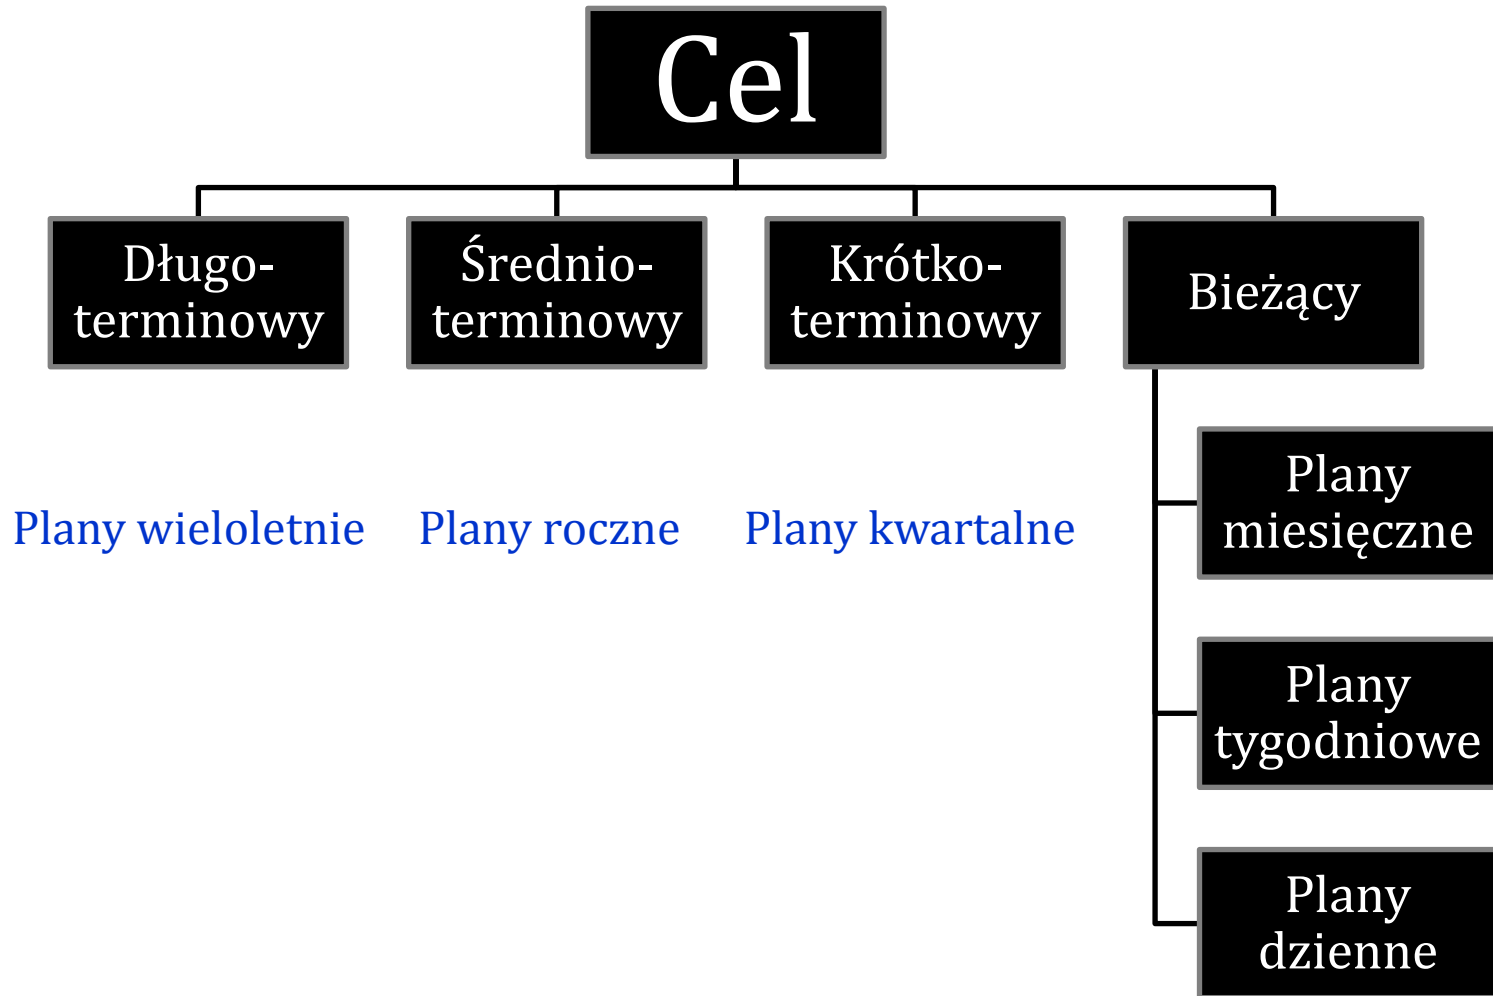 Cel
Długo-
terminowy
Średnio-
terminowy
Krótko-
terminowy
Bieżący
Plany wieloletnie
Plany roczne
Plany kwartalne
Plany
miesięczne
Plany
tygodniowe
Plany
dzienne